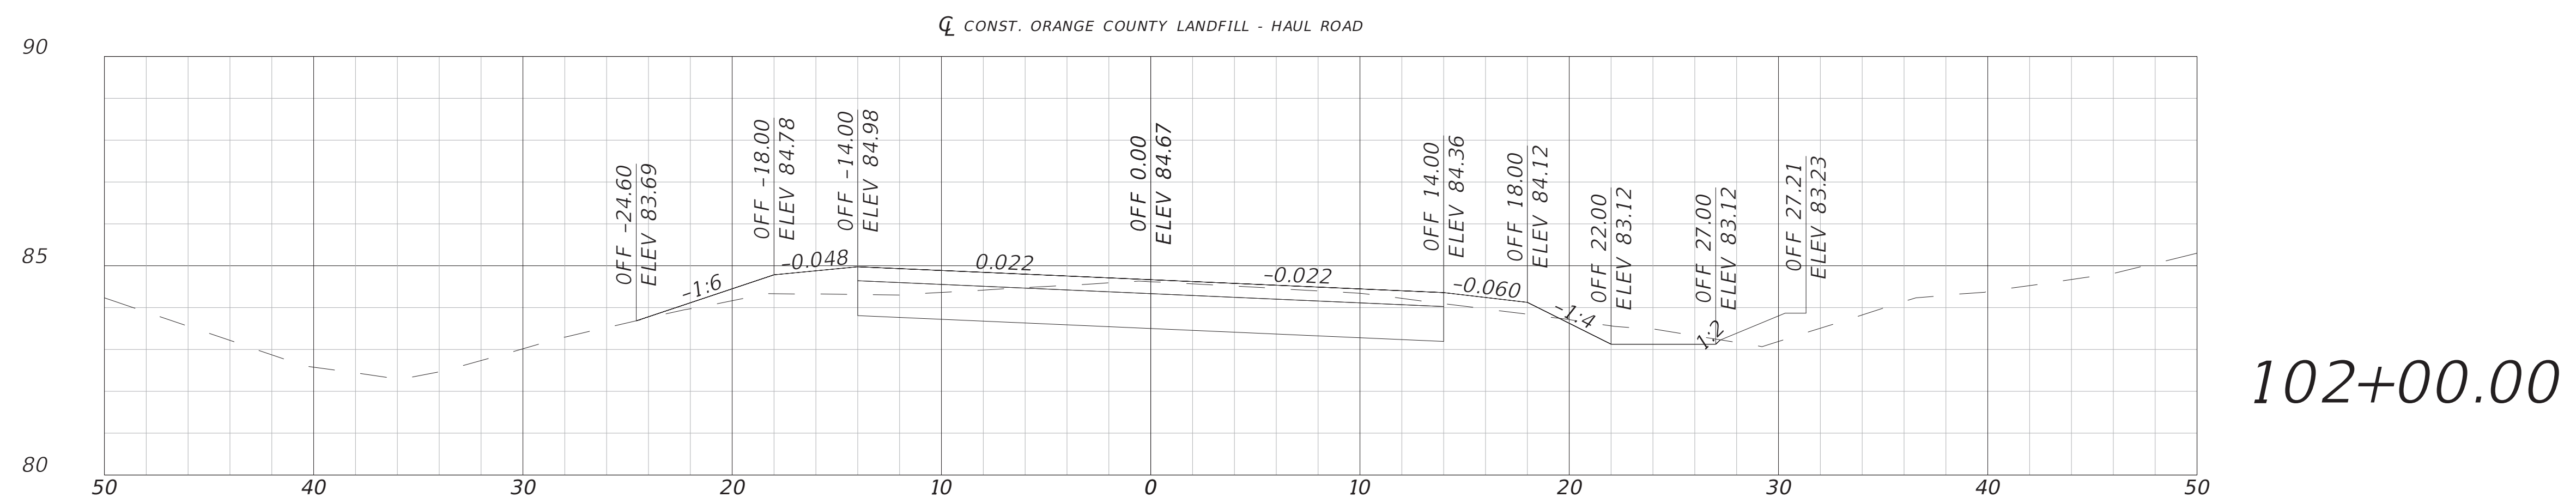 ℄ CONST. ORANGE COUNTY LANDFILL - HAUL ROAD
90
85
80
OFF -24.60
ELEV 83.69
OFF -18.00
ELEV 84.78
OFF -14.00
ELEV 84.98
OFF 0.00
ELEV 84.67
OFF 14.00
ELEV 84.36
OFF 18.00
ELEV 84.12
OFF 22.00
ELEV 83.12
OFF 27.00
ELEV 83.12
OFF 27.21
ELEV 83.23
-1:6
-0.048
0.022
-0.022
-0.060
-1:4
1:2
102+00.00
50 40 30 20 10 0 10 20 30 40 50